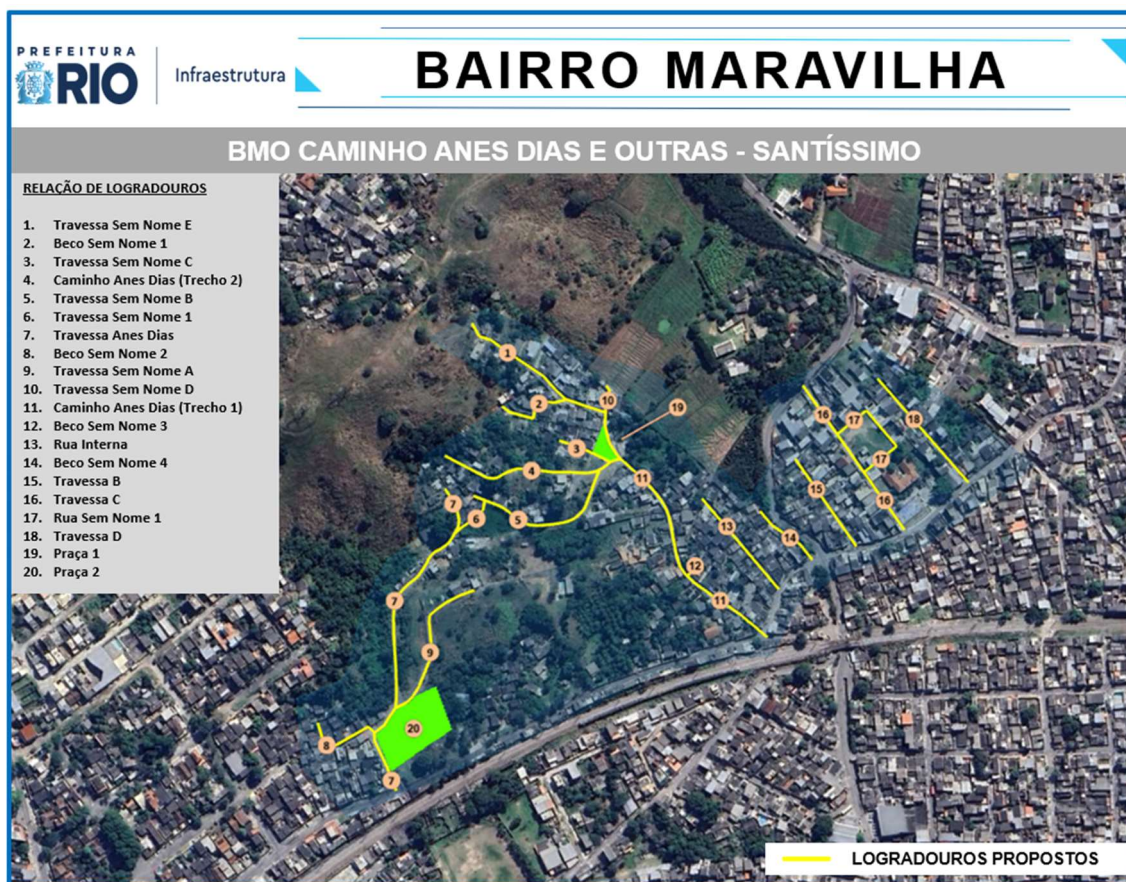 PREFEITURA
RIO
Infraestrutura
BAIRRO MARAVILHA
BMO CAMINHO ANES DIAS E OUTRAS - SANTÍSSIMO
RELAÇÃO DE LOGRADOUROS
1. Travessa Sem Nome E
2. Beco Sem Nome 1
3. Travessa Sem Nome C
4. Caminho Anes Dias (Trecho 2)
5. Travessa Sem Nome B
6. Travessa Sem Nome 1
7. Travessa Anes Dias
8. Beco Sem Nome 2
9. Travessa Sem Nome A
10. Travessa Sem Nome D
11. Caminho Anes Dias (Trecho 1)
12. Beco Sem Nome 3
13. Rua Interna
14. Beco Sem Nome 4
15. Travessa B
16. Travessa C
17. Rua Sem Nome 1
18. Travessa D
19. Praça 1
20. Praça 2
1
2
10
19
3
4
11
7
6
5
16
17
18
17
15
16
13
14
12
11
7
9
20
8
7
LOGRADOUROS PROPOSTOS